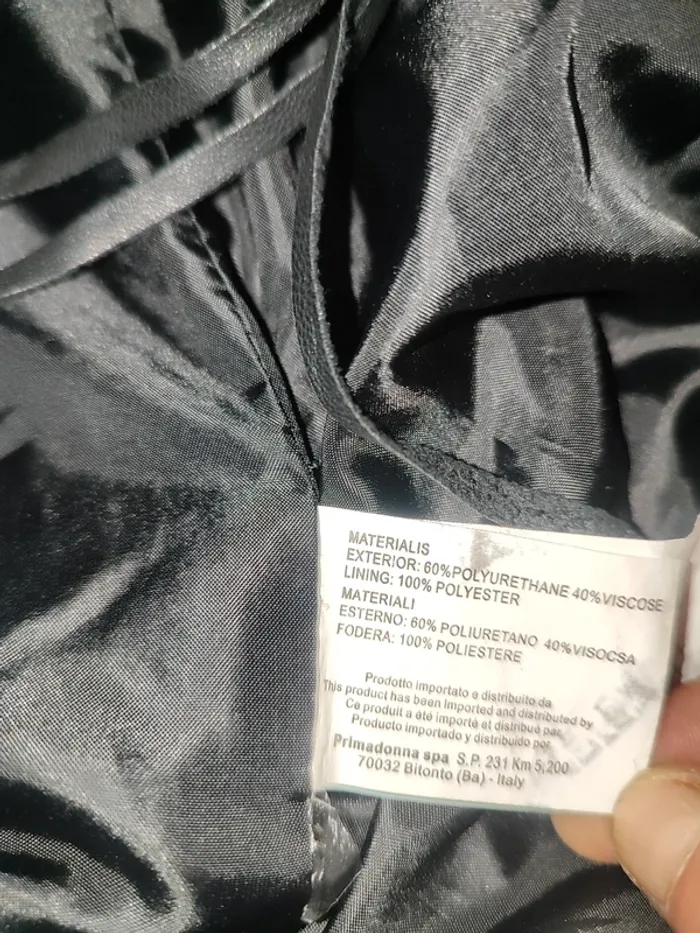 MATERIALIS
EXTERIOR: 60%POLYURETHANE 40%VISCOSE
LINING: 100% POLYESTER
MATERIALI
ESTERNO: 60% POLIURETANO 40%VISOCSA
FODERA: 100% POLIESTERE
Prodotto importato e distribuito da
This product has been Imported and distributed by
Ce produit a été importé et distribué par
Producto importado y distribuido por
Primadonna spa S.P. 231 Km 5,200
70032 Bitonto (Ba) - Italy